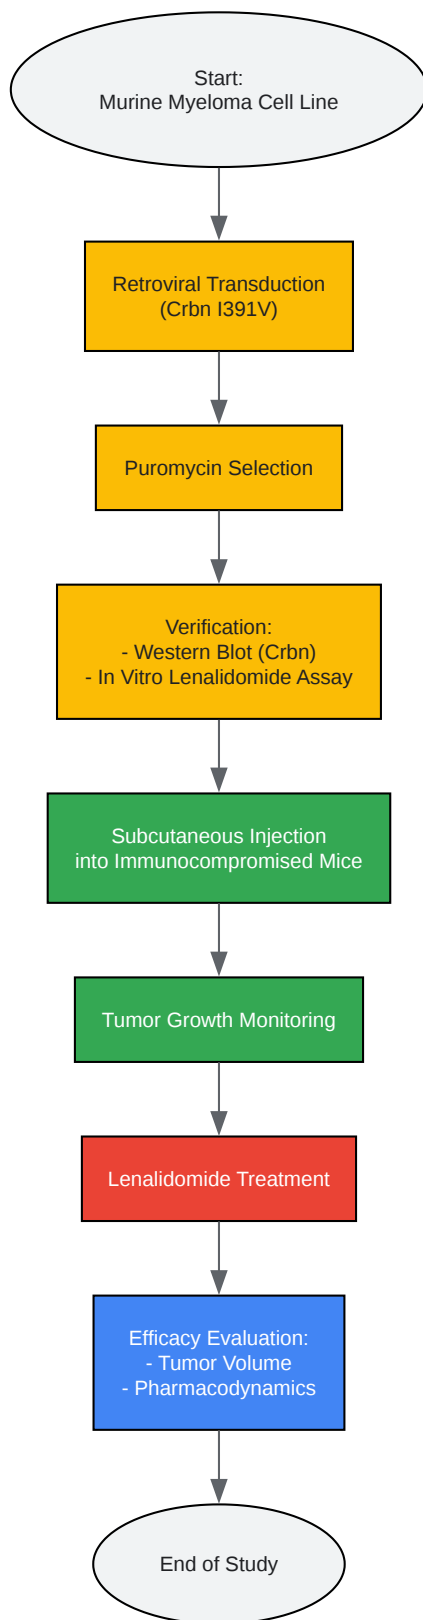 Start:
Murine Myeloma Cell Line
Retroviral Transduction
(Crbn I391V)
Puromycin Selection
Verification:
- Western Blot (Crbn)
- In Vitro Lenalidomide Assay
Subcutaneous Injection
into Immunocompromised Mice
Tumor Growth Monitoring
Lenalidomide Treatment
Efficacy Evaluation:
- Tumor Volume
- Pharmacodynamics
End of Study